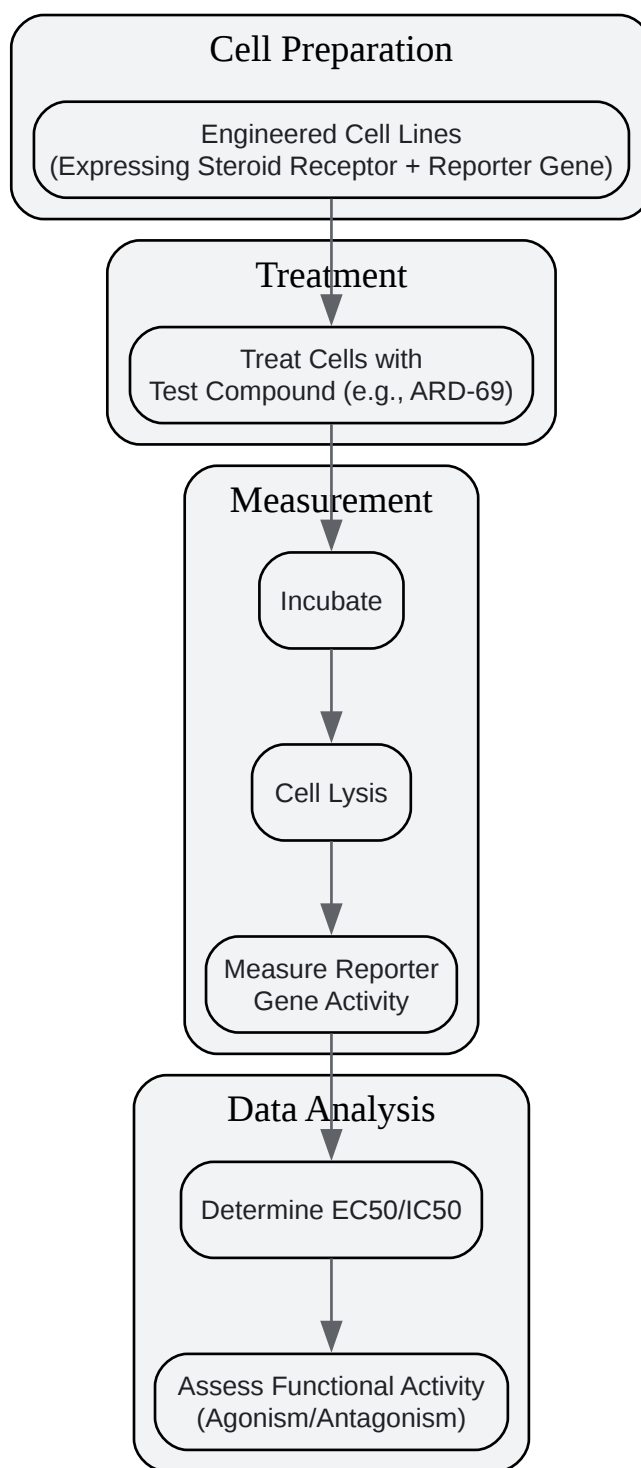 Cell Preparation
Engineered Cell Lines
(Expressing Steroid Receptor + Reporter Gene)
Treatment
Treat Cells with
Test Compound (e.g., ARD-69)
Measurement
Incubate
Cell Lysis
Measure Reporter
Gene Activity
Data Analysis
Determine EC50/IC50
Assess Functional Activity
(Agonism/Antagonism)